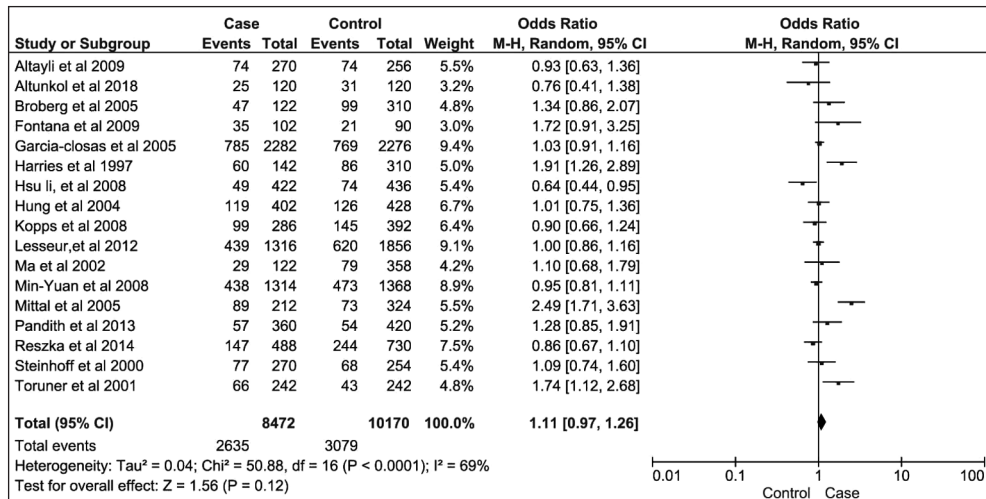 Case Control Odds Ratio Odds Ratio
Study or Subgroup Events Total Events Total Weight M-H, Random, 95% CI M-H, Random, 95% CI
Altayli et al 2009 74 270 74 256 5.5% 0.93 [0.63, 1.36]
Altunkol et al 2018 25 120 31 120 3.2% 0.76 [0.41, 1.38]
Broberg et al 2005 47 122 99 310 4.8% 1.34 [0.86, 2.07]
Fontana et al 2009 35 102 21 90 3.0% 1.72 [0.91, 3.25]
Garcia-closas et al 2005 785 2282 769 2276 9.4% 1.03 [0.91, 1.16]
Harries et al 1997 60 142 86 310 5.1% 1.91 [1.26, 2.89]
Hsu li, et al 2008 49 422 74 436 5.4% 0.64 [0.44, 0.95]
Hung et al 2004 119 402 126 428 6.7% 1.01 [0.75, 1.36]
Kopps et al 2008 99 286 145 392 6.4% 0.90 [0.66, 1.24]
Lesseur,et al 2012 439 1316 620 1856 9.1% 1.00 [0.86, 1.16]
Ma et al 2002 29 122 79 358 4.2% 1.10 [0.68, 1.79]
Min-Yuan et al 2008 438 1314 473 1368 8.9% 0.95 [0.81, 1.11]
Mittal et al 2005 89 212 73 324 5.5% 2.49 [1.71, 3.63]
Pandith et al 2013 57 360 54 420 5.2% 1.28 [0.85, 1.91]
Reszka et al 2014 147 488 244 730 7.5% 0.86 [0.67, 1.10]
Steinhoff et al 2000 77 270 68 254 5.4% 1.09 [0.74, 1.60]
Toruner et al 2001 66 242 43 242 4.8% 1.74 [1.12, 2.68]
Total (95% CI) 8472 10170 100.0% 1.11 [0.97, 1.26]
Total events 2635 3079
Heterogeneity: Tau² = 0.04; Chi² = 50.88, df = 16 (P < 0.0001); I² = 69%
Test for overall effect: Z = 1.56 (P = 0.12)
0.01 0.1 1 10 100
Control Case